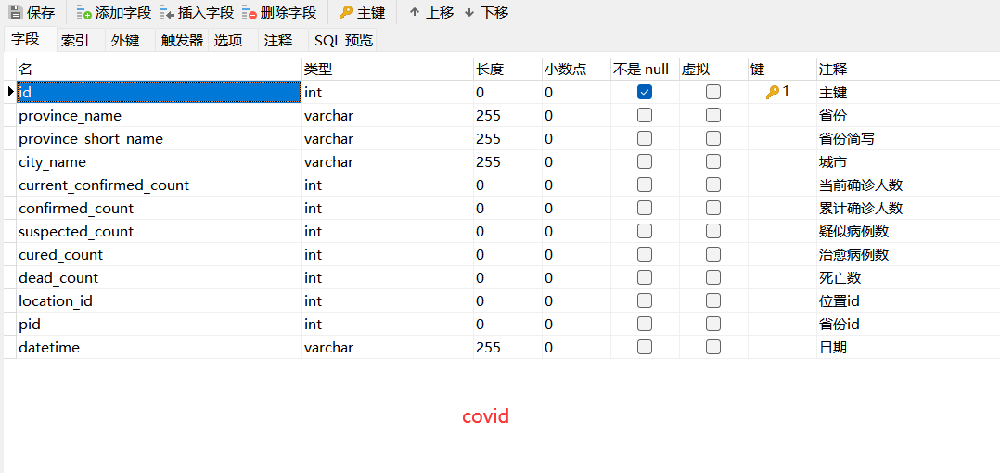 保存 添加字段 插入字段 删除字段 主键 上移 下移
字段 索引 外键 触发器 选项 注释 SQL 预览
名 类型 长度 小数点 不是 null 虚拟 键 注释
id int 0 0 1 主键
province_name varchar 255 0 省份
province_short_name varchar 255 0 省份简写
city_name varchar 255 0 城市
current_confirmed_count int 0 0 当前确诊人数
confirmed_count int 0 0 累计确诊人数
suspected_count int 0 0 疑似病例数
cured_count int 0 0 治愈病例数
dead_count int 0 0 死亡数
location_id int 0 0 位置id
pid int 0 0 省份id
datetime varchar 255 0 日期
covid